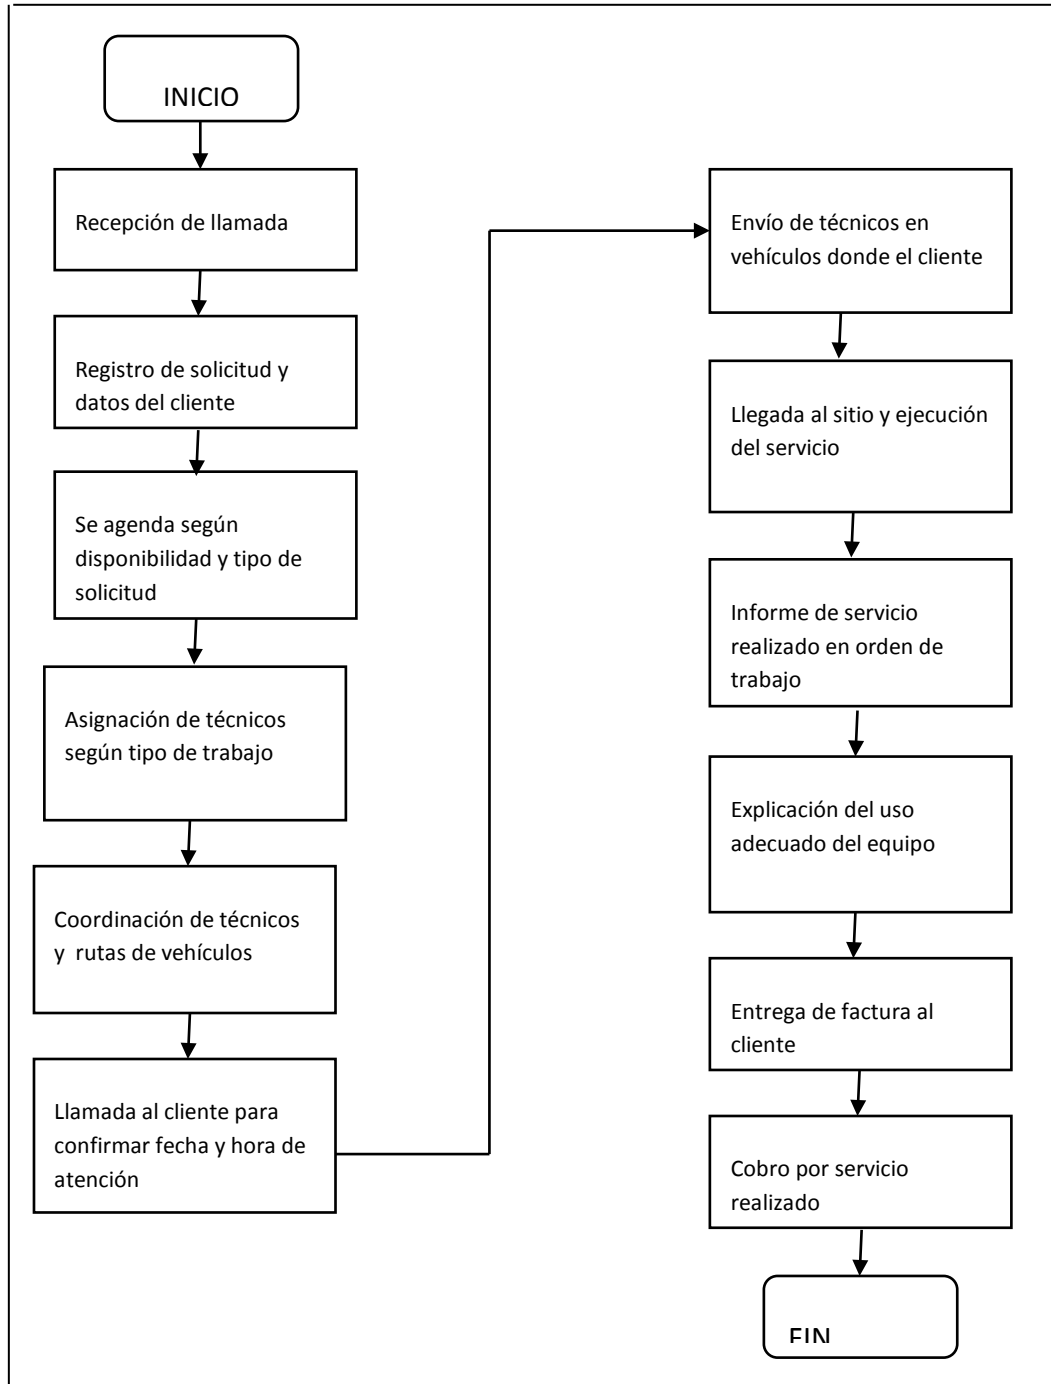 INICIO
Recepción de llamada
Registro de solicitud y
datos del cliente
Se agenda según
disponibilidad y tipo de
solicitud
Asignación de técnicos
según tipo de trabajo
Coordinación de técnicos
y rutas de vehículos
Llamada al cliente para
confirmar fecha y hora de
atención
Envío de técnicos en
vehículos donde el cliente
Llegada al sitio y ejecución
del servicio
Informe de servicio
realizado en orden de
trabajo
Explicación del uso
adecuado del equipo
Entrega de factura al
cliente
Cobro por servicio
realizado
FIN